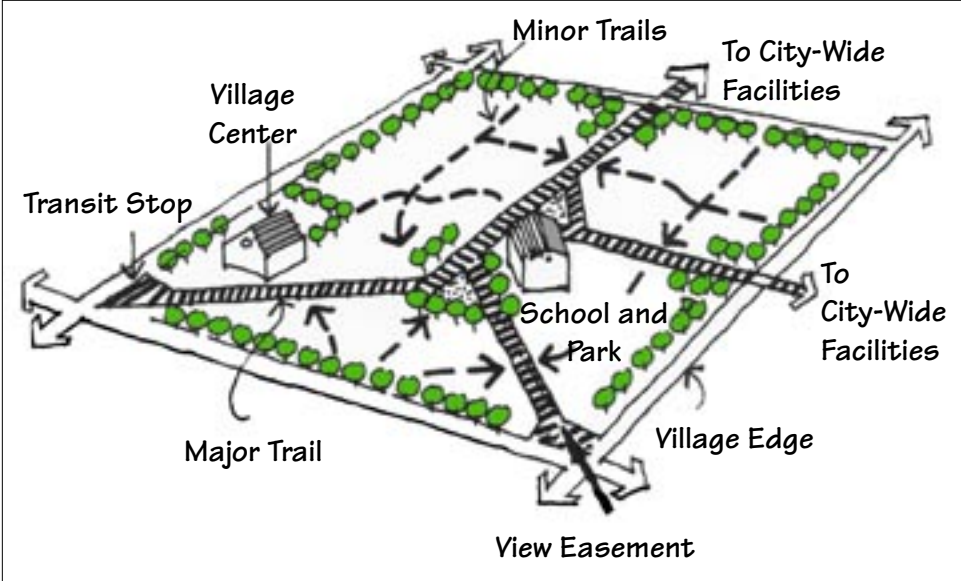 Minor Trails
To City-Wide
Facilities
Village
Center
Transit Stop
To
City-Wide
Facilities
School and
Park
Major Trail
Village Edge
View Easement